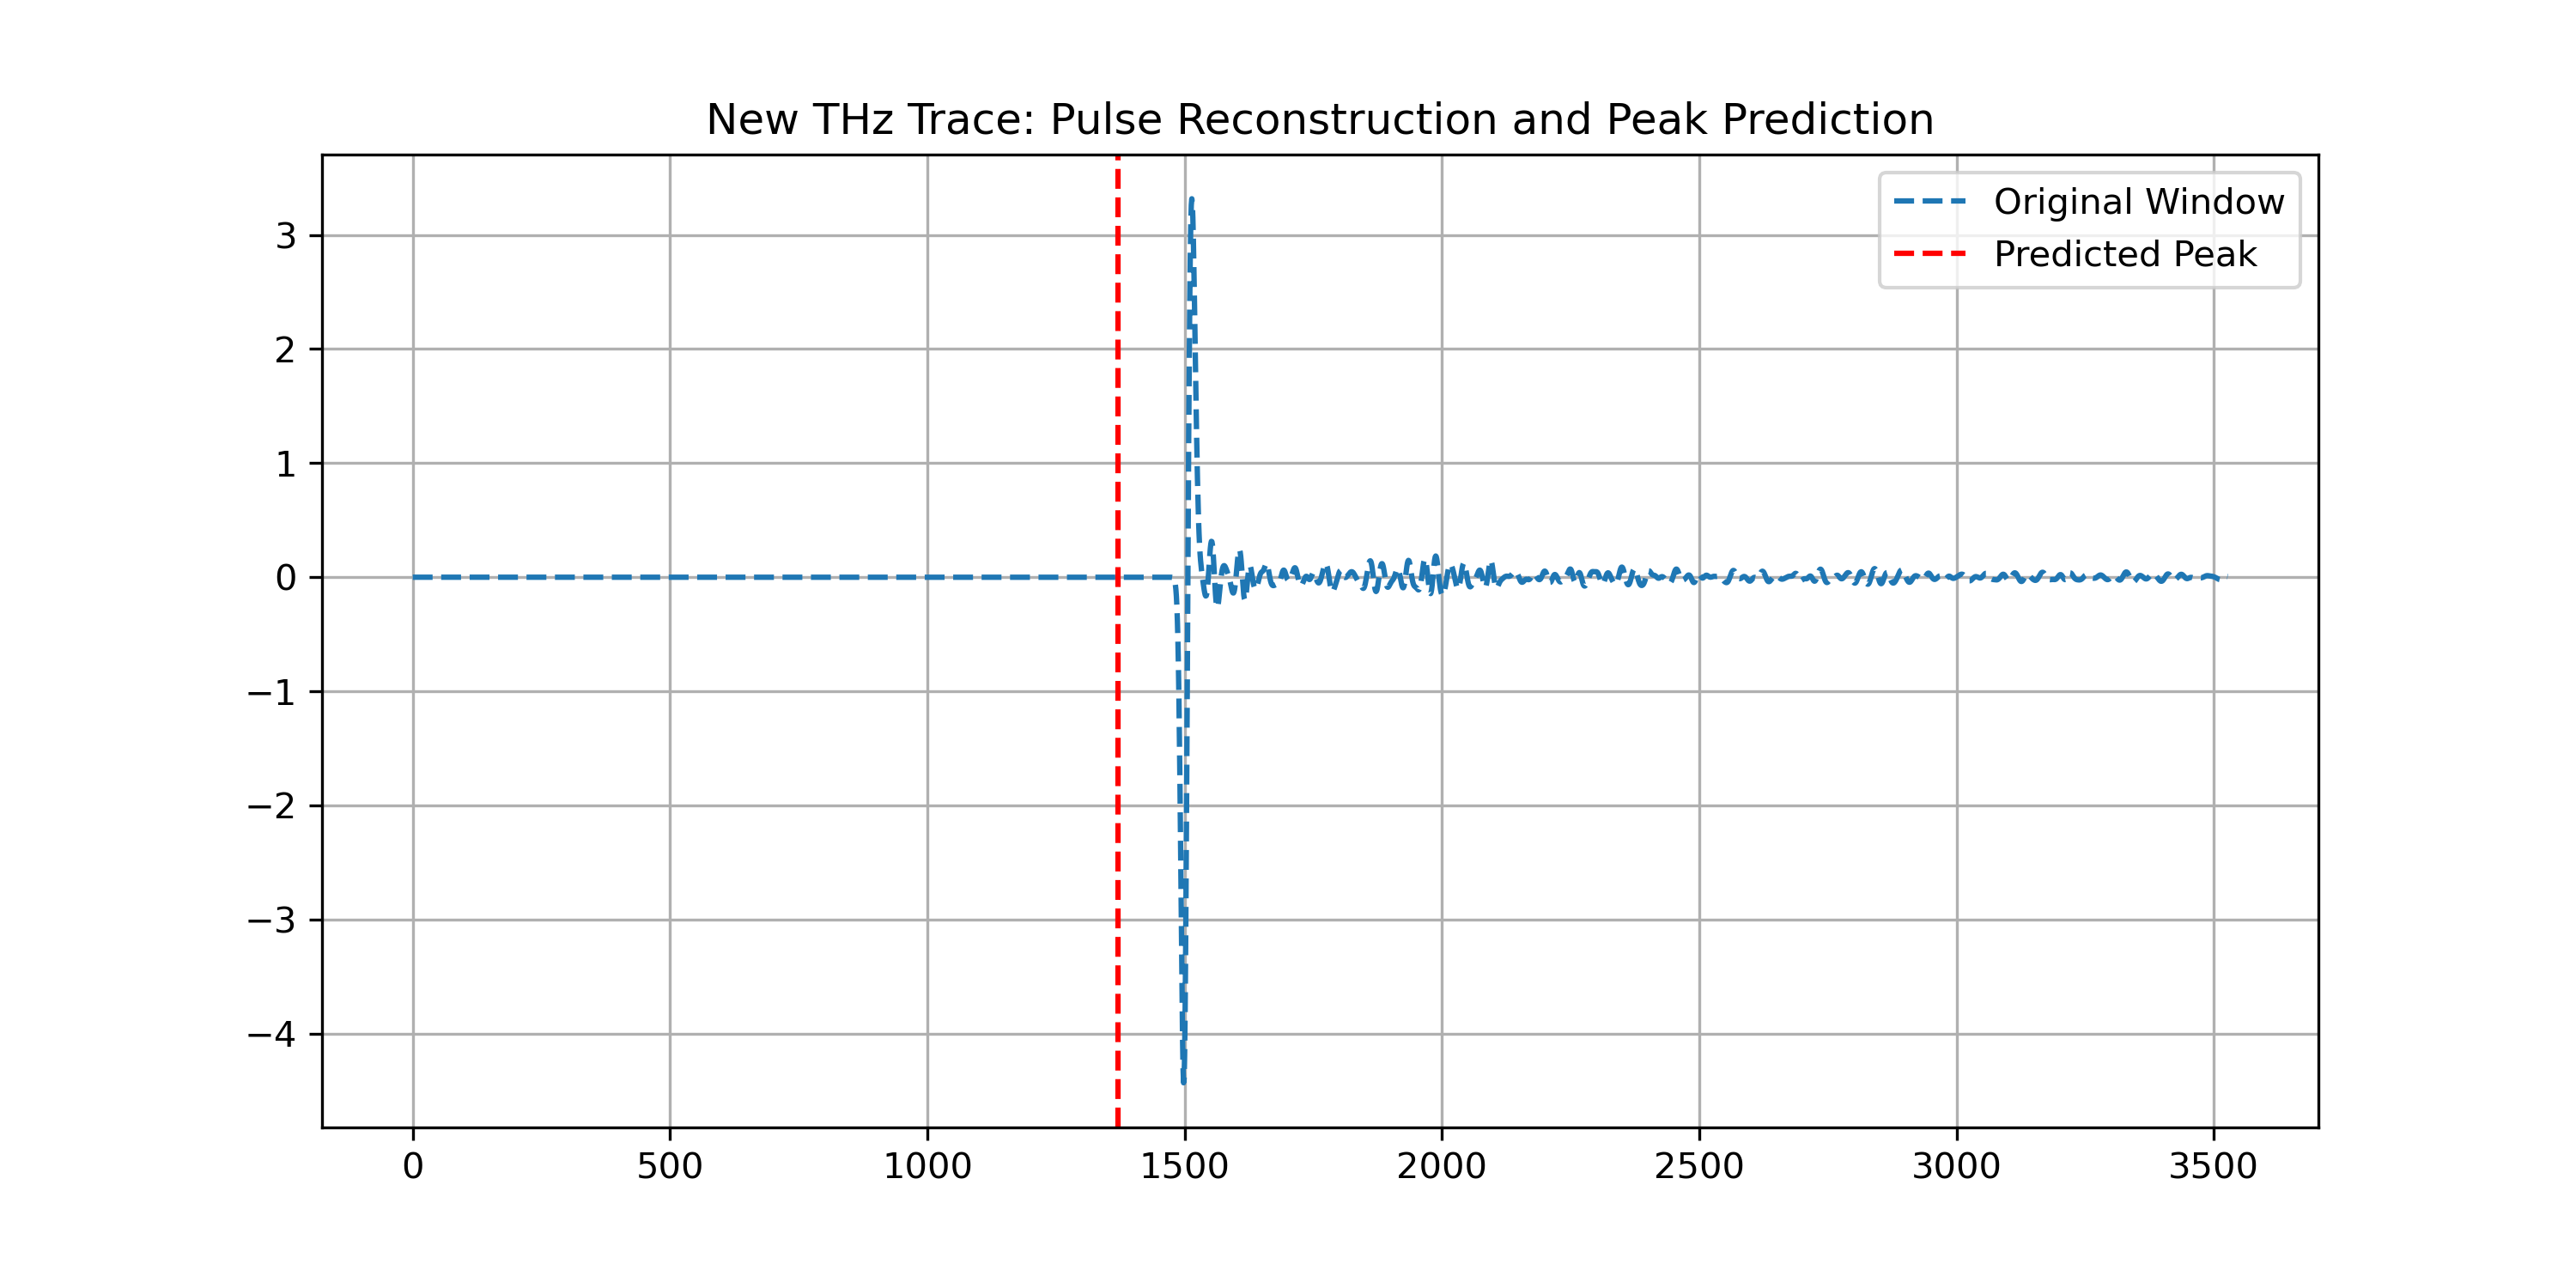 New THz Trace: Pulse Reconstruction and Peak Prediction
Original Window
Predicted Peak
3
2
1
0
−1
−2
−3
−4
0 500 1000 1500 2000 2500 3000 3500